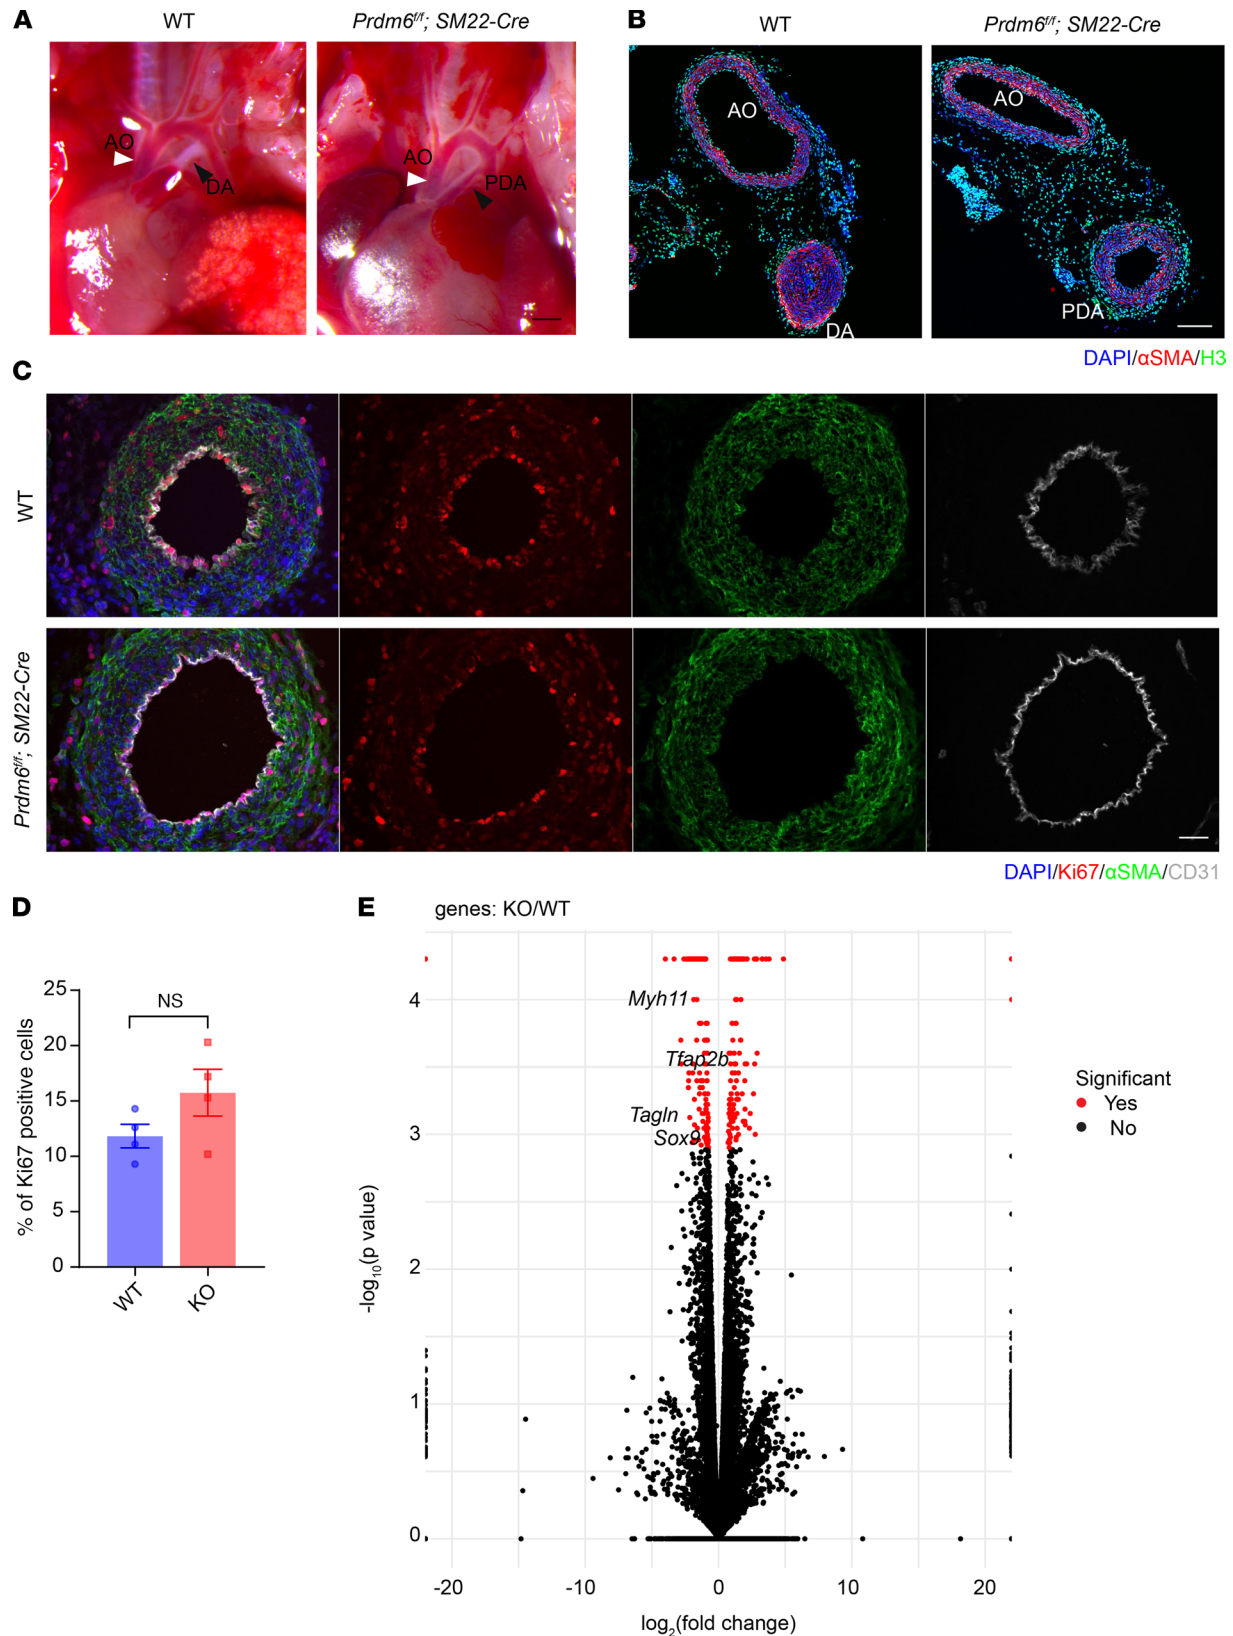 A
WT
Prdm6f/f; SM22-Cre
AO
DA
AO
PDA
B
WT
Prdm6f/f; SM22-Cre
AO
DA
AO
PDA
DAPI/αSMA/H3
C
WT
Prdm6f/f; SM22-Cre
DAPI/Ki67/αSMA/CD31
D
% of Ki67 positive cells
25
20
15
10
5
0
NS
WT
KO
E
genes: KO/WT
-log10(p value)
4
3
2
1
0
Myh11
Tfap2b
Tagln
Sox9
-20
-10
0
10
20
log2(fold change)
Significant
Yes
No